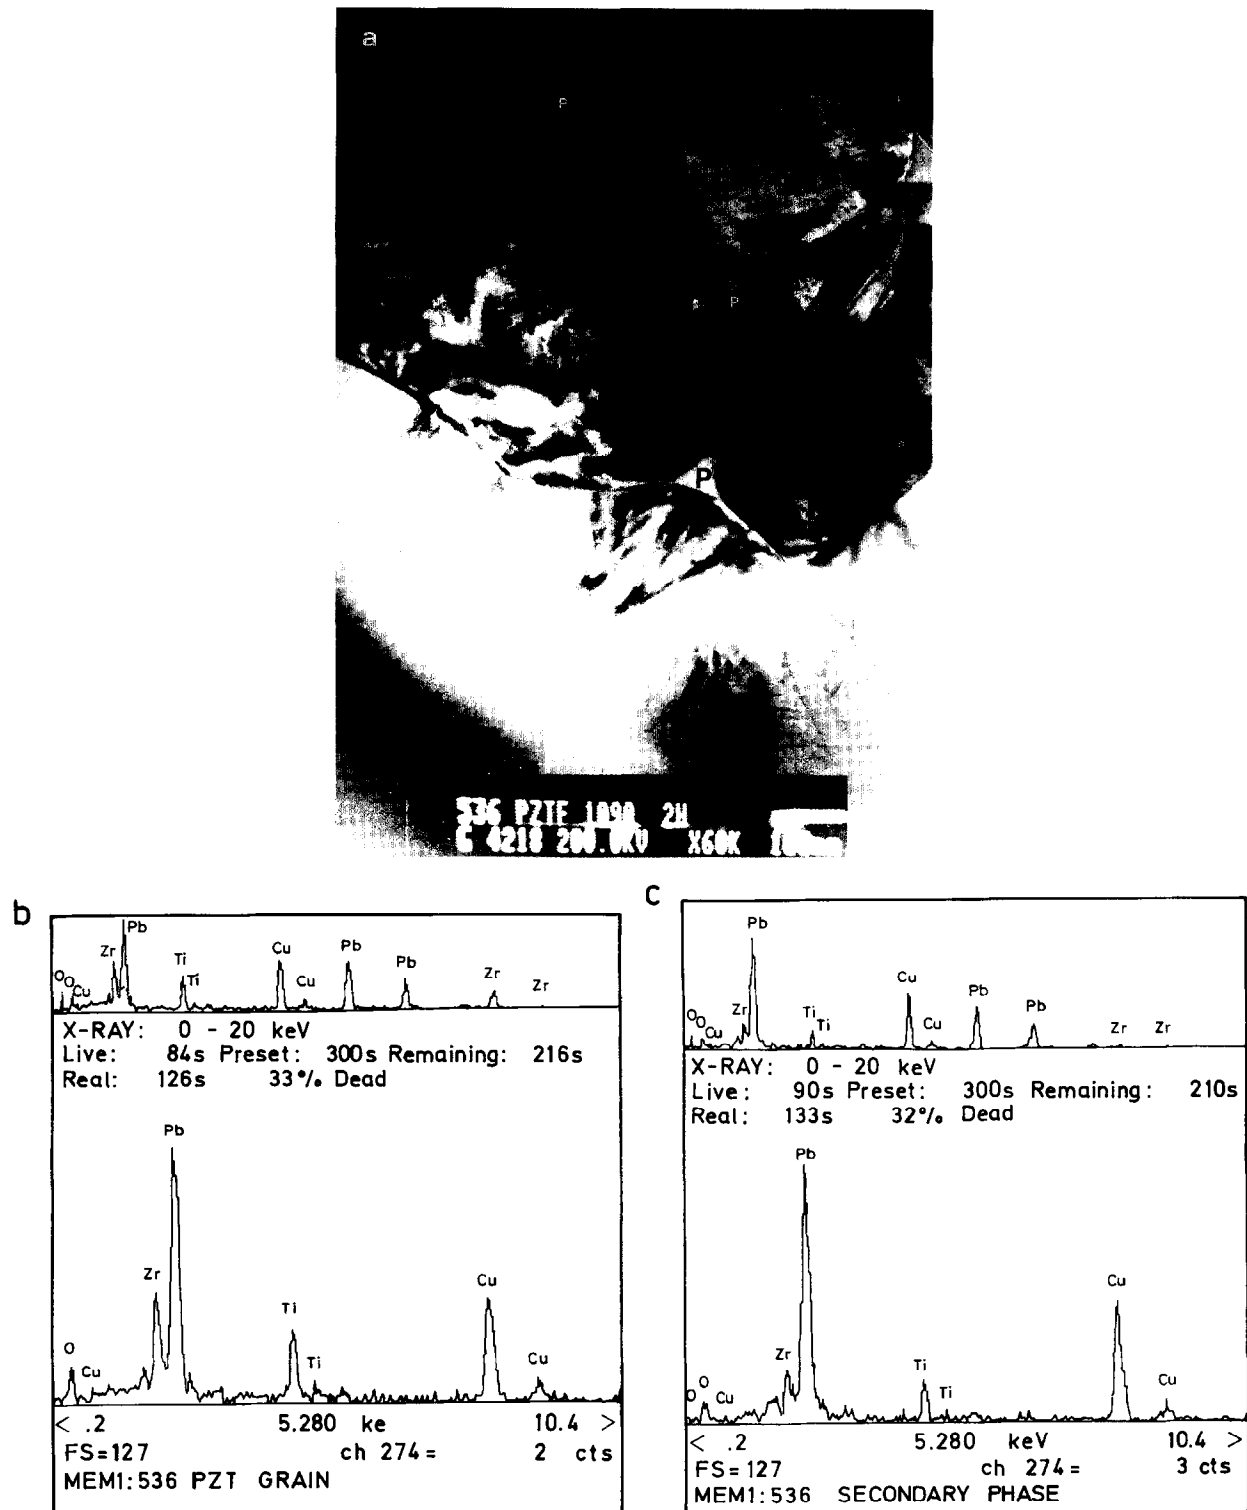 a
P
P P
P
536 PZTF 1090 2H
200.0KV X60K
b
Pb
Zr
O O Cu
Ti
Ti
Cu
Cu
Pb
Pb
Zr
Zr
X-RAY: 0 - 20 keV
Live: 84s Preset: 300s Remaining: 216s
Real: 126s 33% Dead
Pb
Zr
O
Cu
Ti
Ti
Cu
Cu
< .2 5.280 ke 10.4 >
FS=127 ch 274= 2 cts
MEM1:536 PZT GRAIN
c
Pb
Zr
O O Cu
Ti
Ti
Cu
Cu
Pb
Pb
Zr
Zr
X-RAY: 0 - 20 keV
Live: 90s Preset: 300s Remaining: 210s
Real: 133s 32% Dead
Pb
Zr
O O Cu
Ti
Ti
Cu
Cu
< .2 5.280 keV 10.4 >
FS=127 ch 274= 3 cts
MEM1:536 SECONDARY PHASE